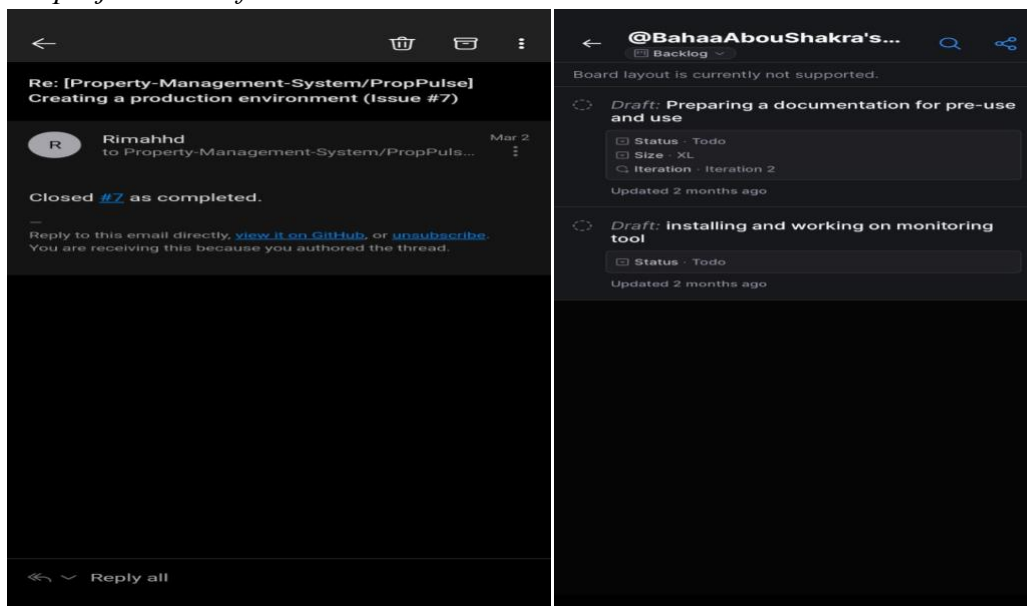 Re: [Property-Management-System/PropPulse]
Creating a production environment (Issue #7)
R
Rimahhd
Mar 2
to Property-Management-System/PropPuls...
Closed #7 as completed.
—
Reply to this email directly, view it on GitHub, or unsubscribe.
You are receiving this because you authored the thread.
Reply all
@BahaaAbouShakra's...
Backlog
Board layout is currently not supported.
Draft: Preparing a documentation for pre-use
and use
Status · Todo
Size · XL
Iteration · Iteration 2
Updated 2 months ago
Draft: installing and working on monitoring
tool
Status · Todo
Updated 2 months ago